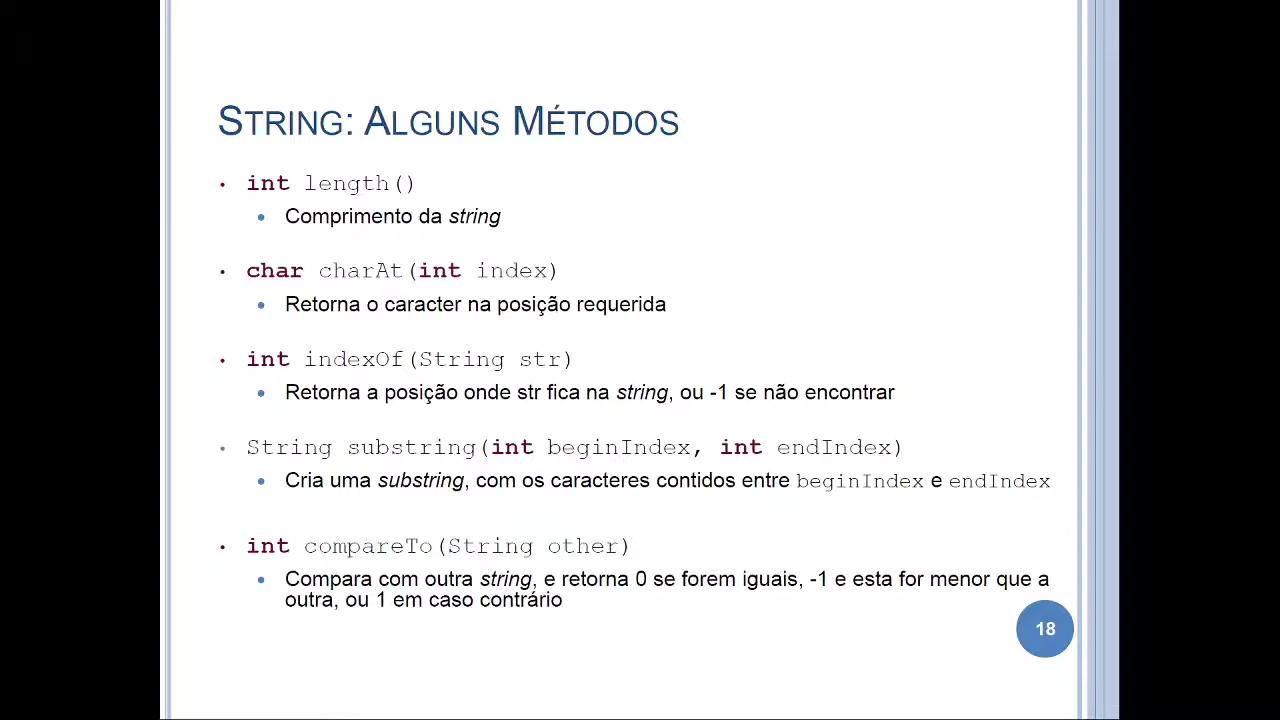 STRING: ALGUNS MÉTODOS
• int length()
• Comprimento da string
• char charAt(int index)
• Retorna o caracter na posição requerida
• int indexOf(String str)
• Retorna a posição onde str fica na string, ou -1 se não encontrar
• String substring(int beginIndex, int endIndex)
• Cria uma substring, com os caracteres contidos entre beginIndex e endIndex
• int compareTo(String other)
• Compara com outra string, e retorna 0 se forem iguais, -1 e esta for menor que a
outra, ou 1 em caso contrário
18